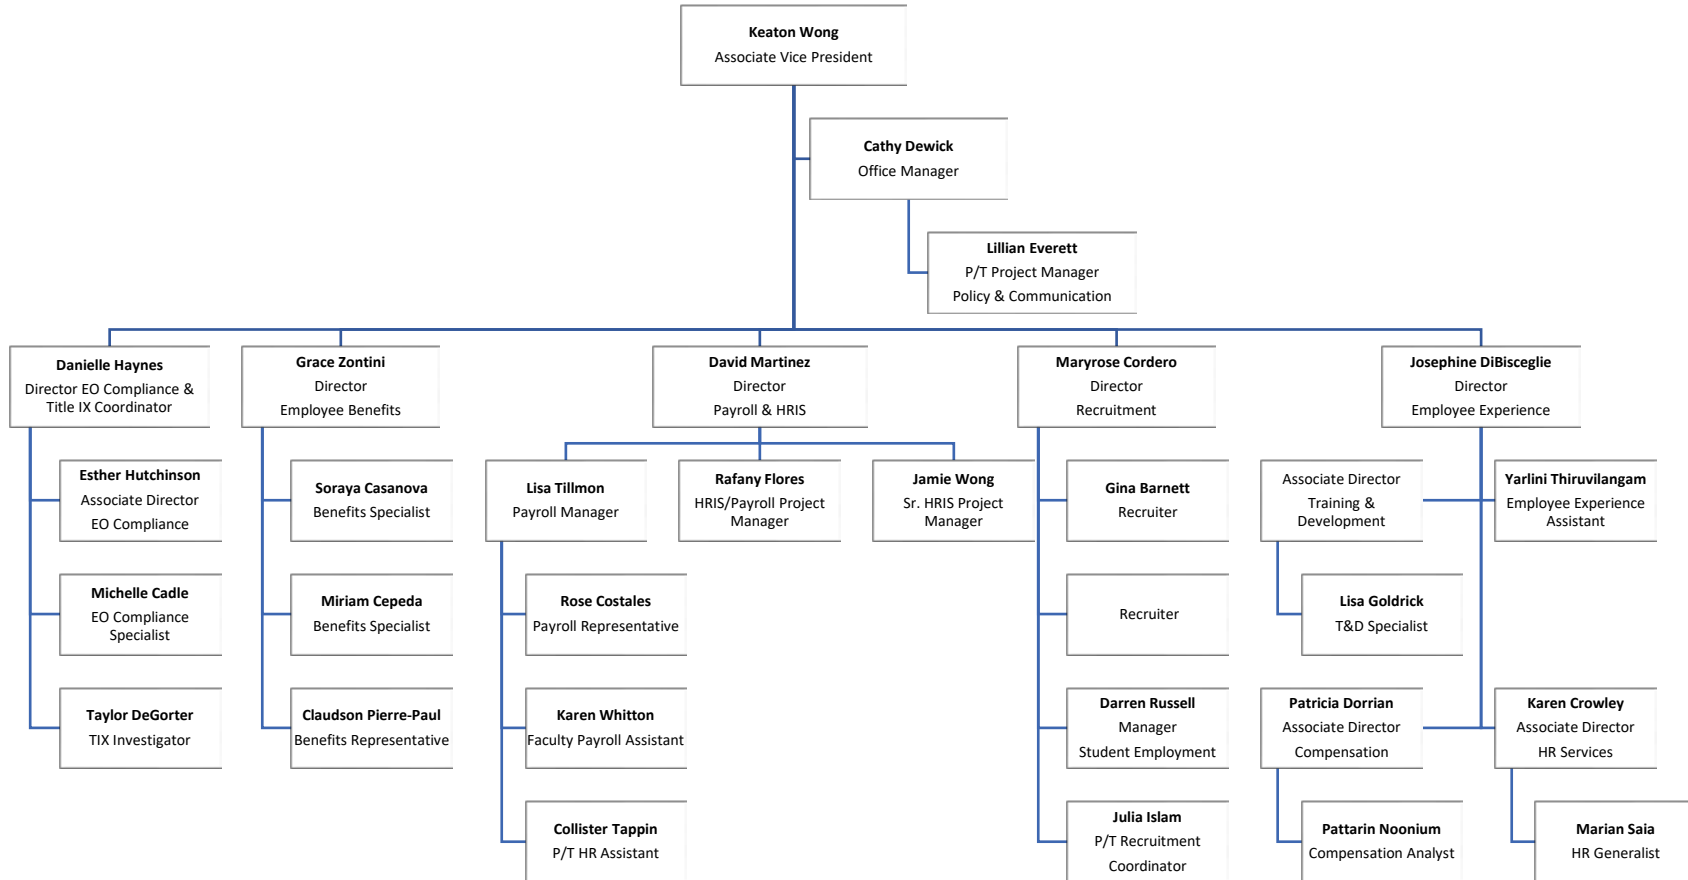 Keaton Wong
Associate Vice President
Cathy Dewick
Office Manager
Lillian Everett
P/T Project Manager
Policy & Communication
Danielle Haynes
Director EO Compliance &
Title IX Coordinator
Grace Zontini
Director
Employee Benefits
David Martinez
Director
Payroll & HRIS
Maryrose Cordero
Director
Recruitment
Josephine DiBisceglie
Director
Employee Experience
Esther Hutchinson
Associate Director
EO Compliance
Soraya Casanova
Benefits Specialist
Lisa Tillmon
Payroll Manager
Rafany Flores
HRIS/Payroll Project
Manager
Jamie Wong
Sr. HRIS Project
Manager
Gina Barnett
Recruiter
Associate Director
Training &
Development
Yarlini Thiruvilangam
Employee Experience
Assistant
Michelle Cadle
EO Compliance
Specialist
Miriam Cepeda
Benefits Specialist
Rose Costales
Payroll Representative
Recruiter
Lisa Goldrick
T&D Specialist
Taylor DeGorter
TIX Investigator
Claudson Pierre-Paul
Benefits Representative
Karen Whitton
Faculty Payroll Assistant
Darren Russell
Manager
Student Employment
Patricia Dorrian
Associate Director
Compensation
Karen Crowley
Associate Director
HR Services
Collister Tappin
P/T HR Assistant
Julia Islam
P/T Recruitment
Coordinator
Pattarin Noonium
Compensation Analyst
Marian Saia
HR Generalist